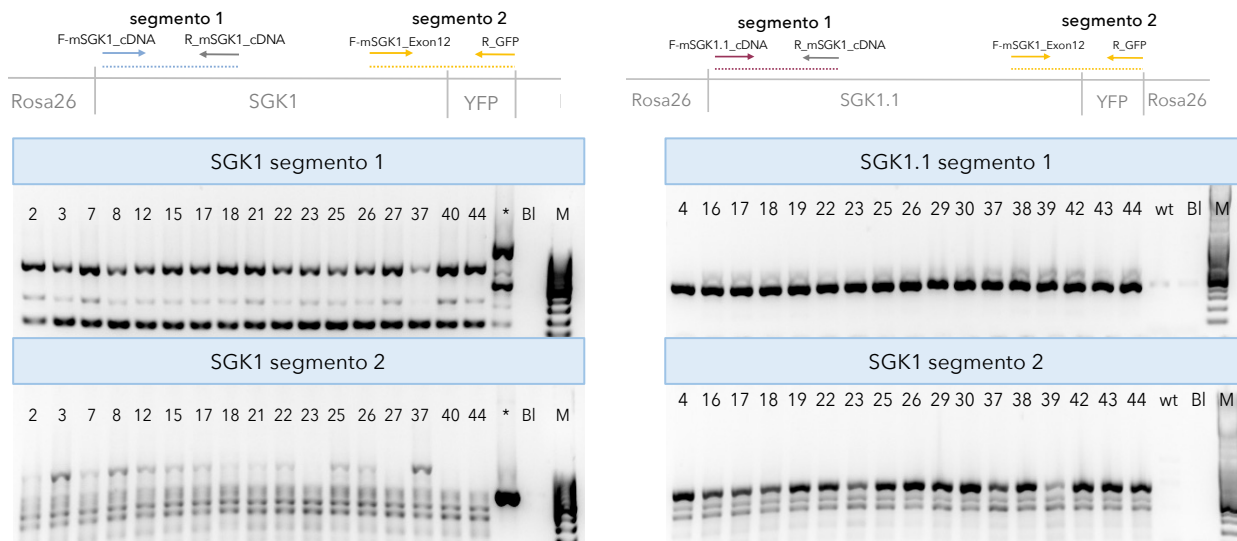 segmento 1
segmento 2
F-mSGK1_cDNA R_mSGK1_cDNA F-mSGK1_Exon12 R_GFP
Rosa26 SGK1 YFP
SGK1 segmento 1
2 3 7 8 12 15 17 18 21 22 23 25 26 27 37 40 44 * Bl M
SGK1 segmento 2
2 3 7 8 12 15 17 18 21 22 23 25 26 27 37 40 44 * Bl M
segmento 1
segmento 2
F-mSGK1.1_cDNA R_mSGK1_cDNA F-mSGK1_Exon12 R_GFP
Rosa26 SGK1.1 YFP Rosa26
SGK1.1 segmento 1
4 16 17 18 19 22 23 25 26 29 30 37 38 39 42 43 44 wt Bl M
SGK1 segmento 2
4 16 17 18 19 22 23 25 26 29 30 37 38 39 42 43 44 wt Bl M